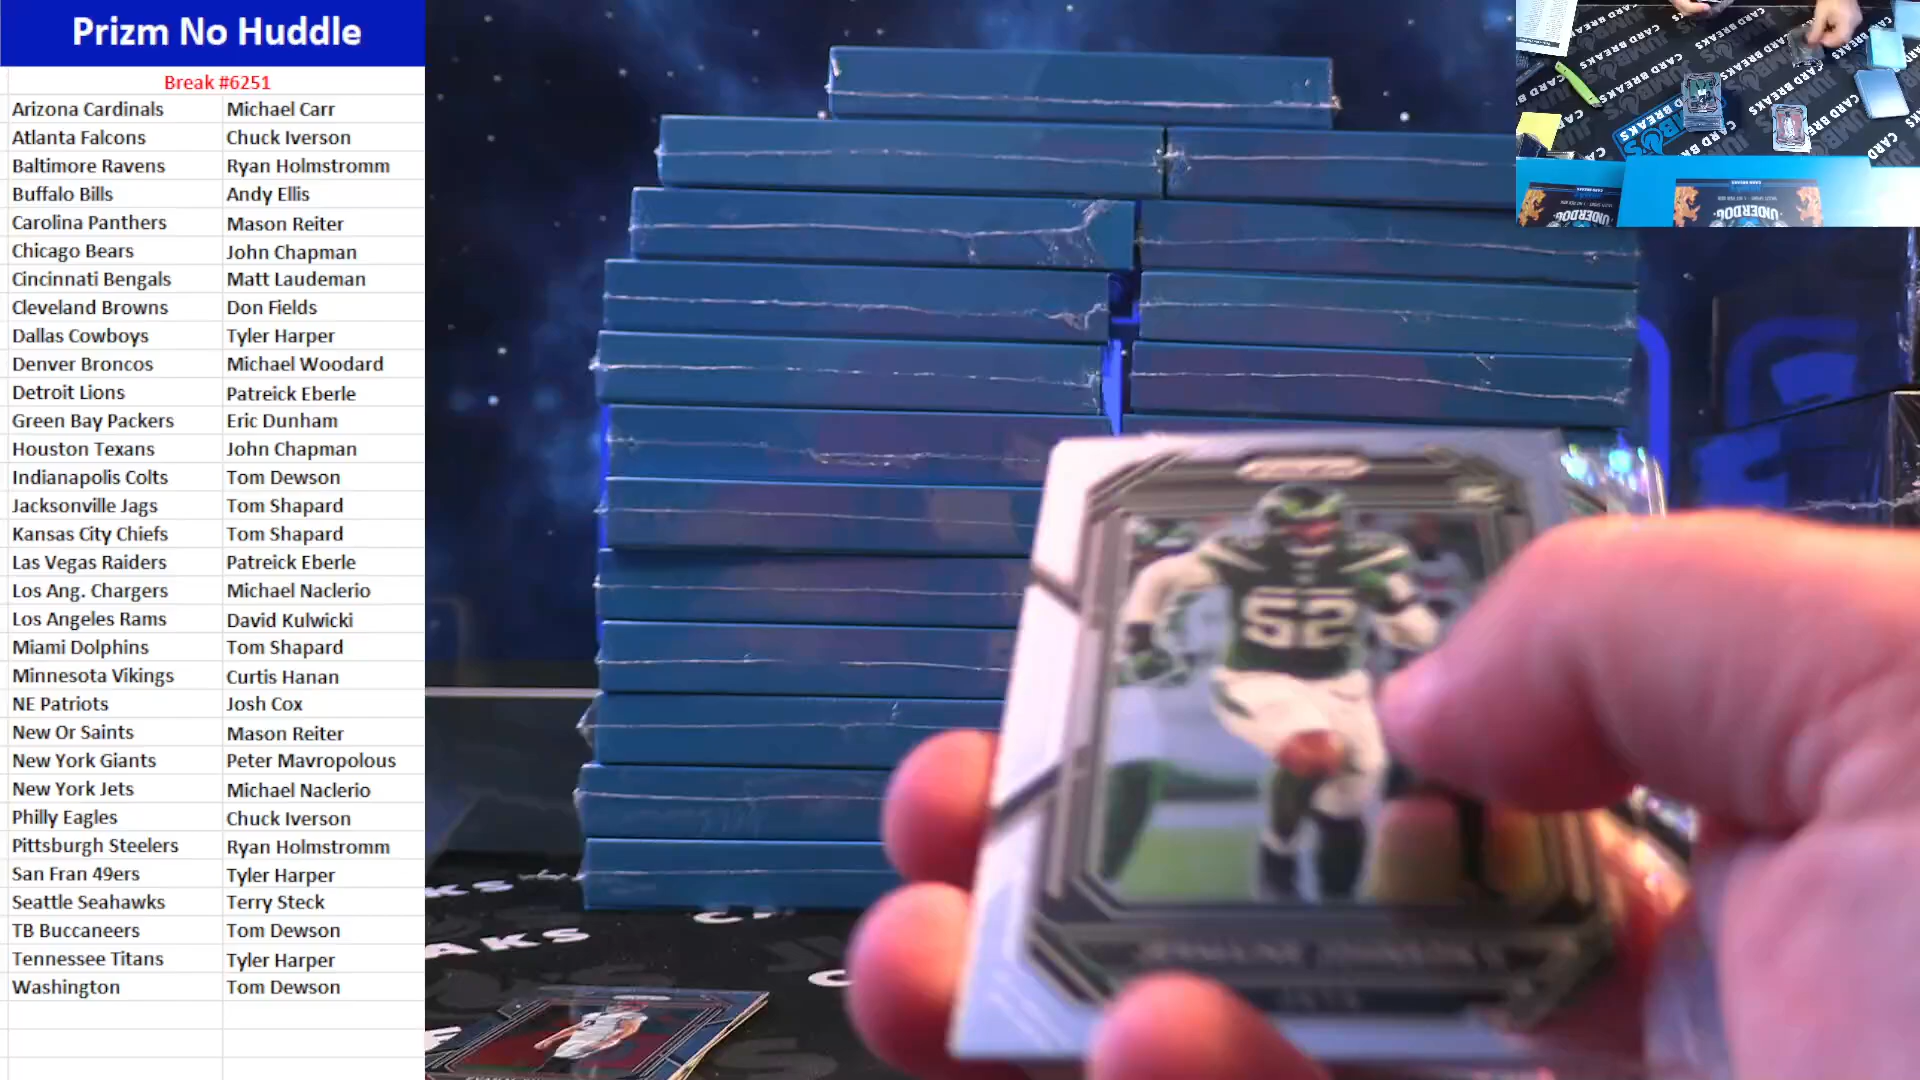 Prizm No Huddle
Break #6251
Arizona Cardinals Michael Carr
Atlanta Falcons Chuck Iverson
Baltimore Ravens Ryan Holmstromm
Buffalo Bills Andy Ellis
Carolina Panthers Mason Reiter
Chicago Bears John Chapman
Cincinnati Bengals Matt Laudeman
Cleveland Browns Don Fields
Dallas Cowboys Tyler Harper
Denver Broncos Michael Woodard
Detroit Lions Patreick Eberle
Green Bay Packers Eric Dunham
Houston Texans John Chapman
Indianapolis Colts Tom Dewson
Jacksonville Jags Tom Shapard
Kansas City Chiefs Tom Shapard
Las Vegas Raiders Patreick Eberle
Los Ang. Chargers Michael Naclerio
Los Angeles Rams David Kulwicki
Miami Dolphins Tom Shapard
Minnesota Vikings Curtis Hanan
NE Patriots Josh Cox
New Or Saints Mason Reiter
New York Giants Peter Mavropolous
New York Jets Michael Naclerio
Philly Eagles Chuck Iverson
Pittsburgh Steelers Ryan Holmstromm
San Fran 49ers Tyler Harper
Seattle Seahawks Terry Steck
TB Buccaneers Tom Dewson
Tennessee Titans Tyler Harper
Washington Tom Dewson
52
CARD BREAKS
JUMBO'S
CARD BREAKS
BREAKS
UNDERDOG
UNDERDOG